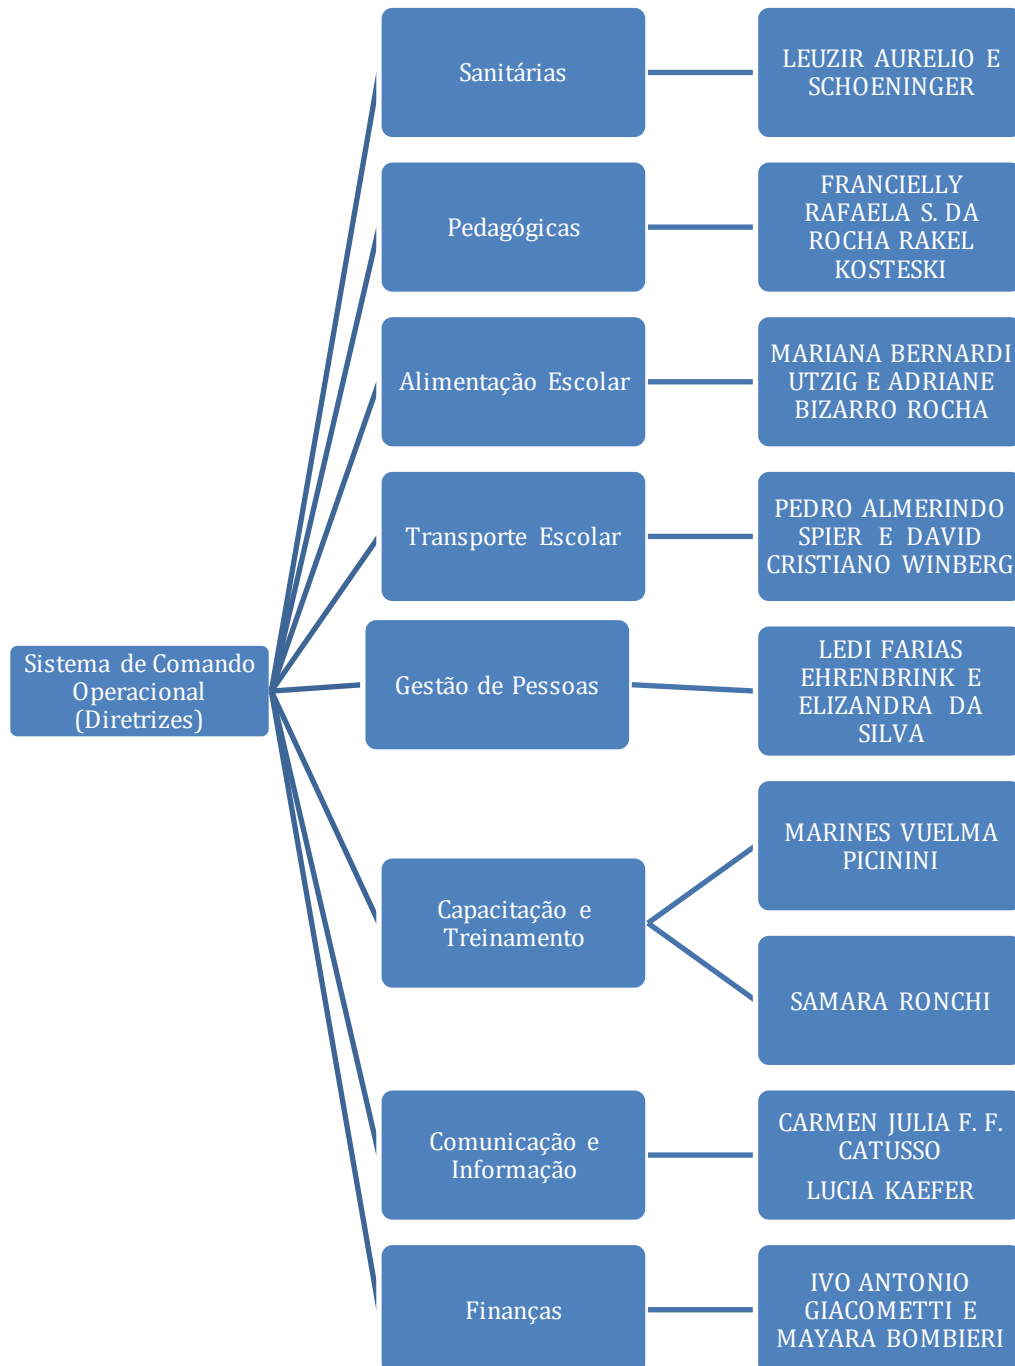 Sanitárias
LEUZIR AURELIO E
SCHOENINGER
Pedagógicas
FRANCIELLY
RAFAELA S. DA
ROCHA RAKEL
KOSTESKI
Alimentação Escolar
MARIANA BERNARDI
UTZIG E ADRIANE
BIZARRO ROCHA
Transporte Escolar
PEDRO ALMERINDO
SPIER E DAVID
CRISTIANO WINBERG
Sistema de Comando
Operacional
(Diretrizes)
Gestão de Pessoas
LEDI FARIAS
EHRENBRINK E
ELIZANDRA DA
SILVA
Capacitação e
Treinamento
MARINES VUELMA
PICININI
SAMARA RONCHI
Comunicação e
Informação
CARMEN JULIA F. F.
CATUSSO
LUCIA KAEFER
Finanças
IVO ANTONIO
GIACOMETTI E
MAYARA BOMBIERI